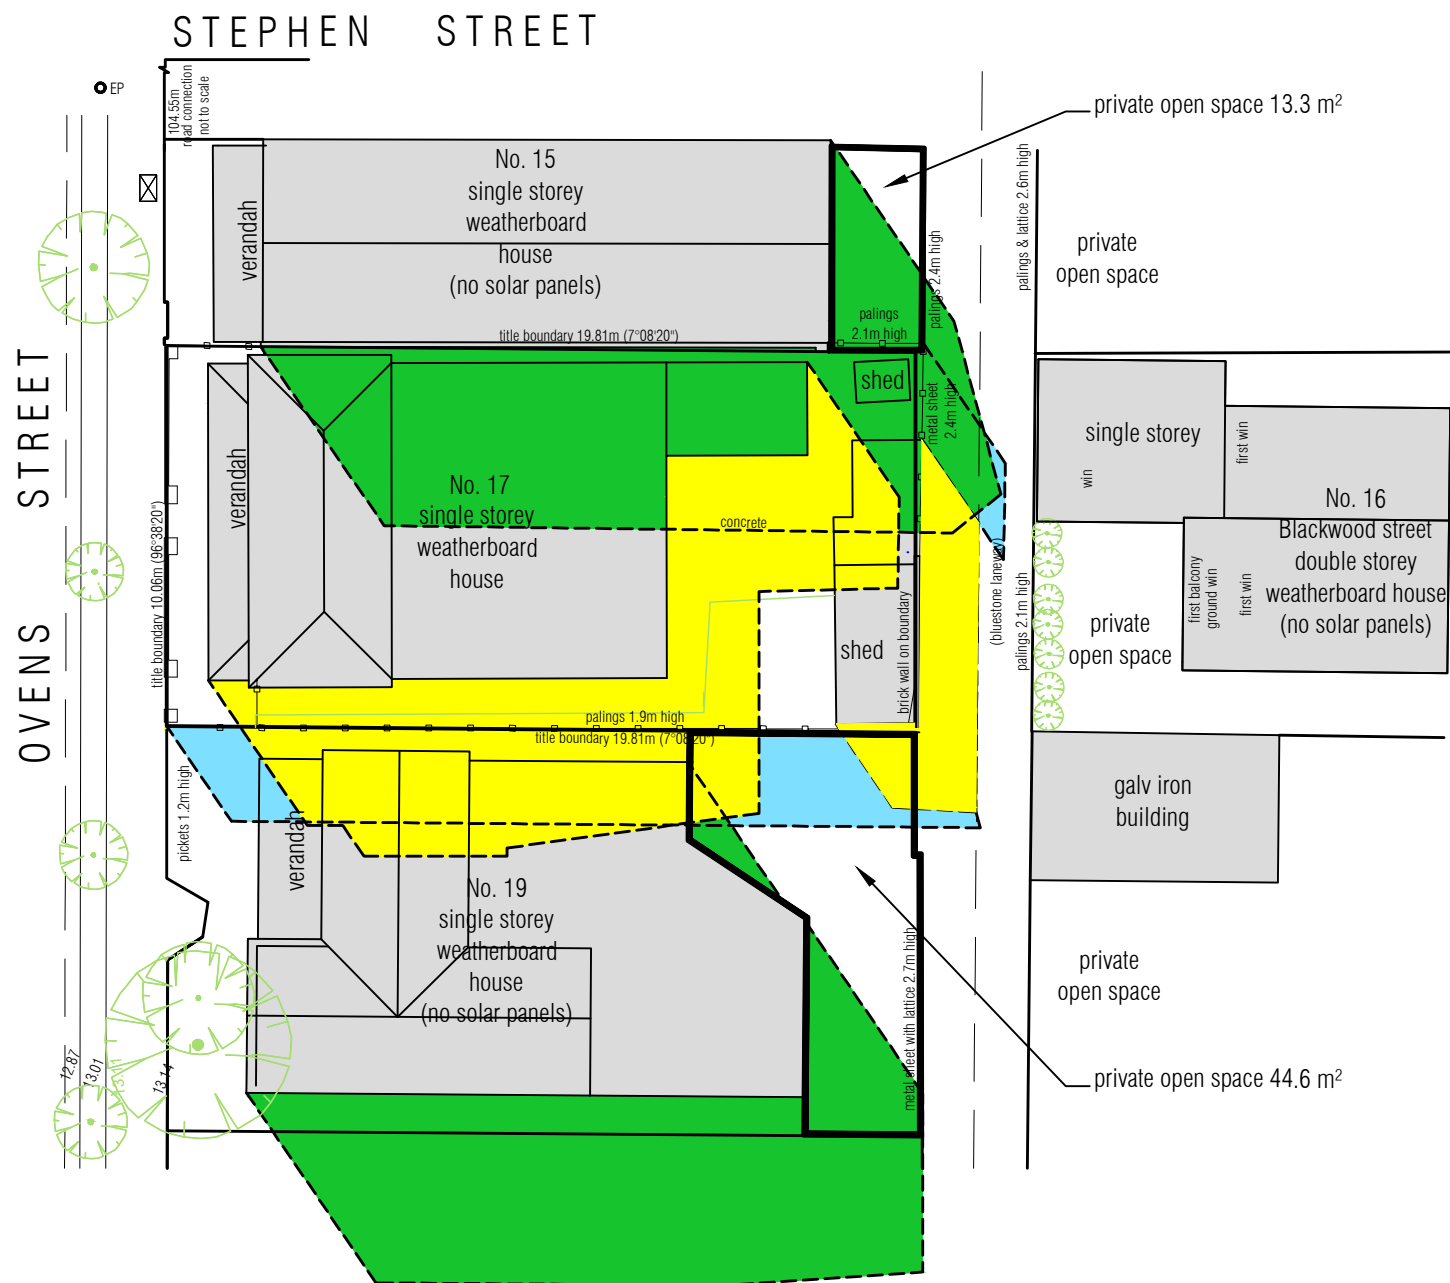 STEPHEN STREET
EP
104.55m
road connection
not to scale
private open space 13.3 m²
No. 15
single storey
weatherboard
house
(no solar panels)
verandah
palings & lattice 2.6m high
private
open space
palings 2.4m high
palings
2.1m high
title boundary 19.81m (7°08'20")
OVENS STREET
shed
metal sheet
2.4m high
single storey
win
first win
verandah
No. 17
single storey
weatherboard
house
concrete
No. 16
Blackwood street
double storey
weatherboard house
(no solar panels)
first balcony
ground win
first win
title boundary 10.06m (96°38'20")
(bluestone laneway)
palings 2.1m high
private
open space
shed
brick wall on boundary
palings 1.9m high
title boundary 19.81m (7°08'20")
pickets 1.2m high
galv iron
building
verandah
No. 19
single storey
weatherboard
house
(no solar panels)
metal sheet with lattice 2.7m high
private
open space
private open space 44.6 m²
12.87
13.01
13.11
13.14